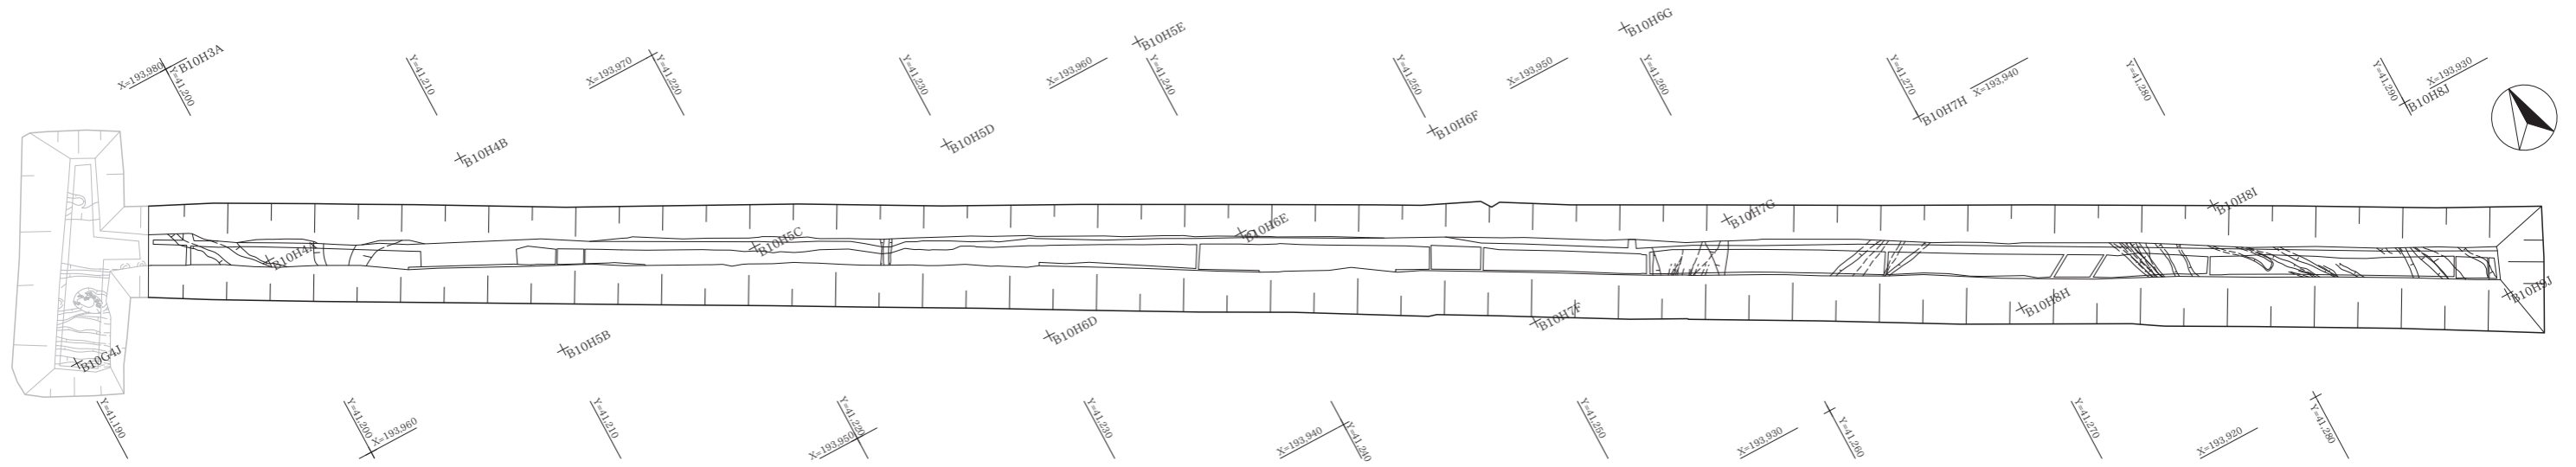 B10H5E
B10H6G
B10H3A
X=193,980
Y=41,200
Y=41,210
X=193,970
Y=41,220
Y=41,230
X=193,960
Y=41,240
Y=41,250
X=193,950
Y=41,260
Y=41,270
X=193,940
Y=41,280
Y=41,290
X=193,930
B10H8J
B10H4B
B10H5D
B10H6F
B10H7H
B10H4A
B10H5C
B10H6E
B10H7G
B10H8I
B10G4J
B10H5B
B10H6D
B10H7F
B10H8H
B10H9J
Y=41,190
Y=41,200
X=193,960
Y=41,210
Y=41,220
X=193,950
Y=41,230
X=193,940
Y=41,240
Y=41,250
X=193,930
Y=41,260
Y=41,270
X=193,920
Y=41,280